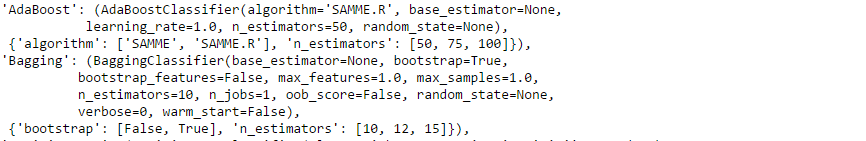 'AdaBoost': (AdaBoostClassifier(algorithm='SAMME.R', base_estimator=None,
learning_rate=1.0, n_estimators=50, random_state=None),
{'algorithm': ['SAMME', 'SAMME.R'], 'n_estimators': [50, 75, 100]}),
'Bagging': (BaggingClassifier(base_estimator=None, bootstrap=True,
bootstrap_features=False, max_features=1.0, max_samples=1.0,
n_estimators=10, n_jobs=1, oob_score=False, random_state=None,
verbose=0, warm_start=False),
{'bootstrap': [False, True], 'n_estimators': [10, 12, 15]}),